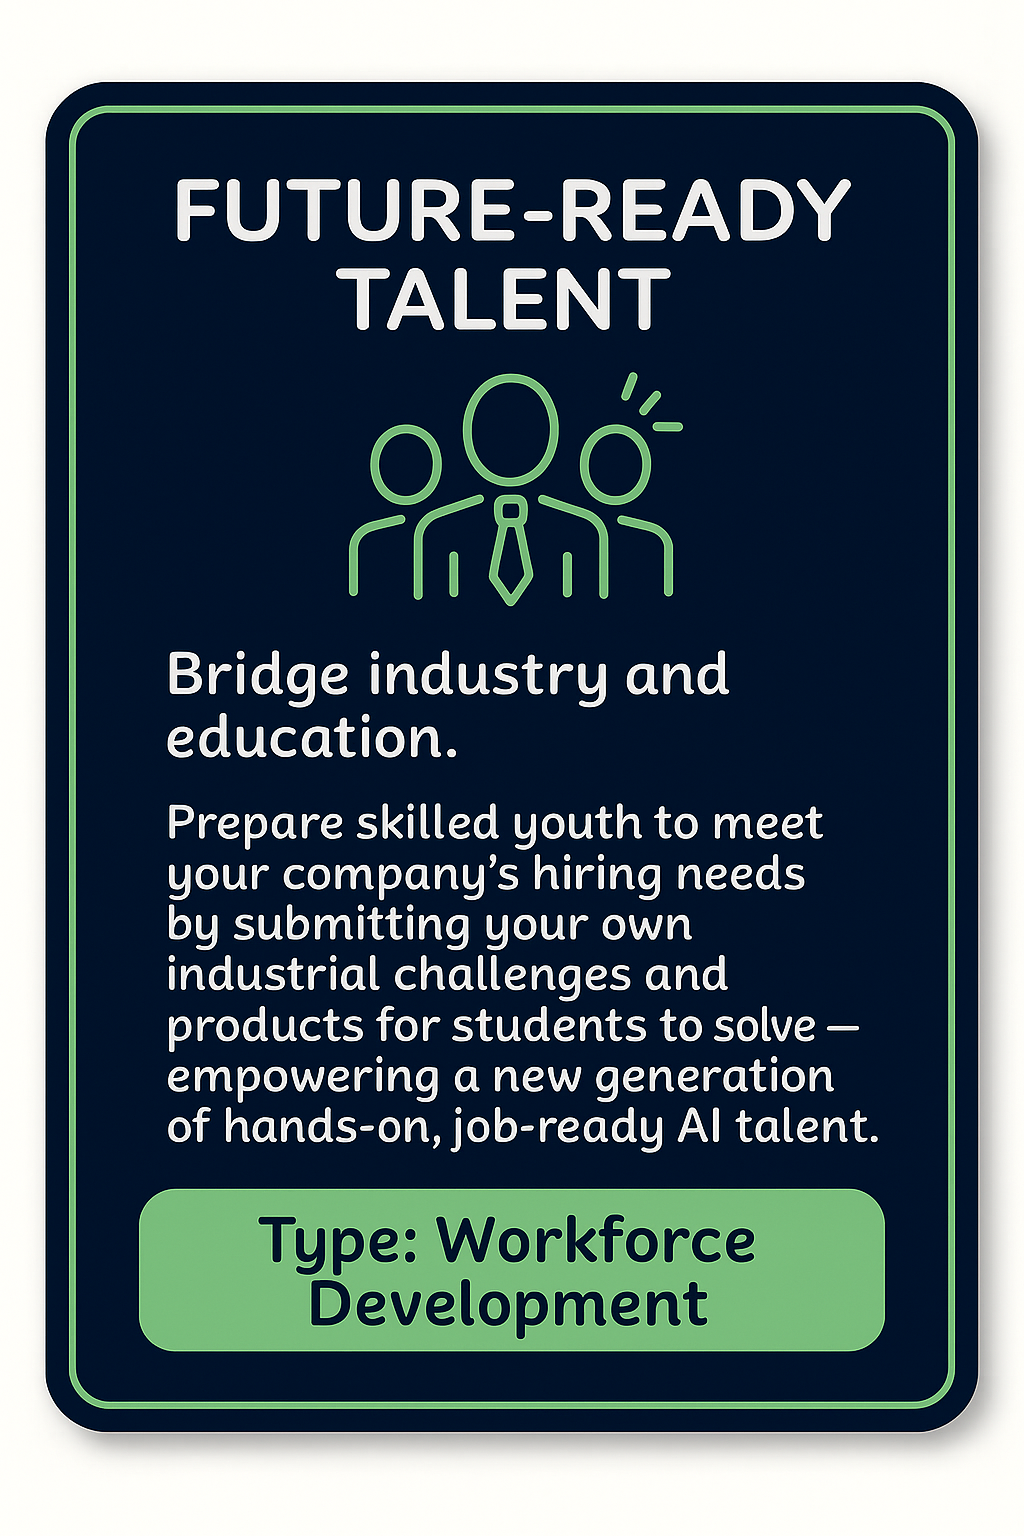 FUTURE-READY
TALENT
Bridge industry and
education.
Prepare skilled youth to meet
your company’s hiring needs
by submitting your own
industrial challenges and
products for students to solve —
empowering a new generation
of hands-on, job-ready AI talent.
Type: Workforce
Development